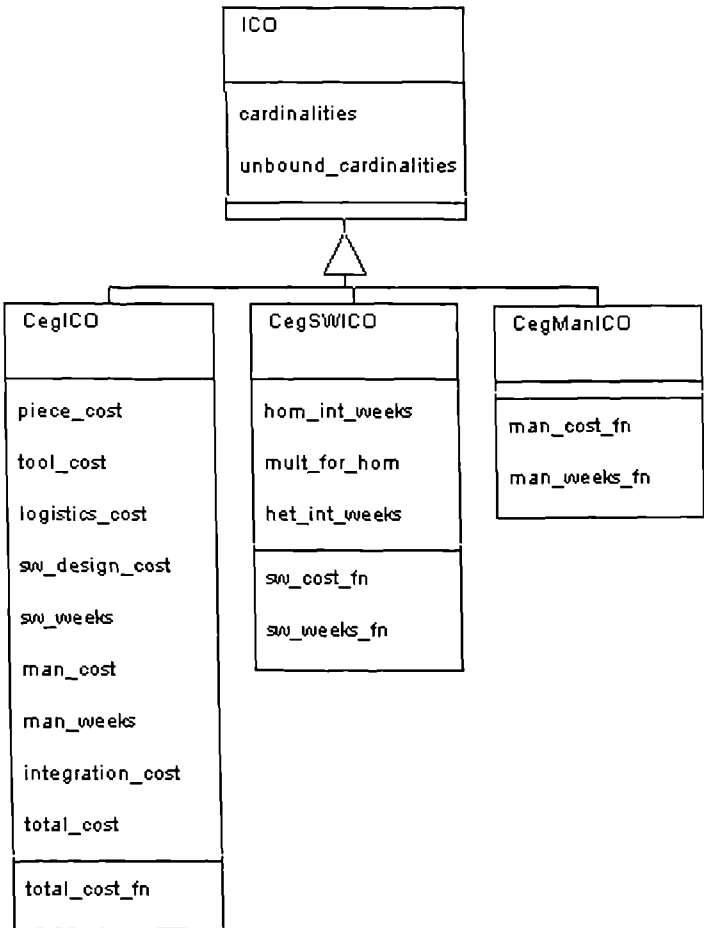 ICO
cardinalities
unbound_cardinalities
CegICO
piece_cost
tool_cost
logistics_cost
sw_design_cost
sw_weeks
man_cost
man_weeks
integration_cost
total_cost
total_cost_fn
CegSWICO
hom_int_weeks
mult_for_hom
het_int_weeks
sw_cost_fn
sw_weeks_fn
CegManICO
man_cost_fn
man_weeks_fn